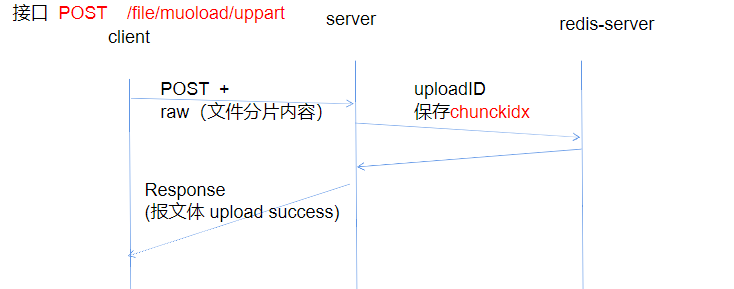 接口 POST /file/muoload/uppart
client
server
redis-server
POST +
raw（文件分片内容）
uploadID
保存chunckidx
Response
(报文体 upload success)